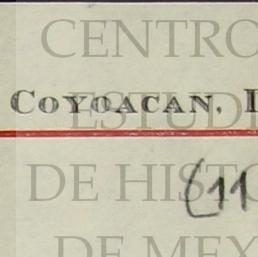 CENTRO
COYOACAN,
ESTUDI
DE HISTO
(11
DE MEX